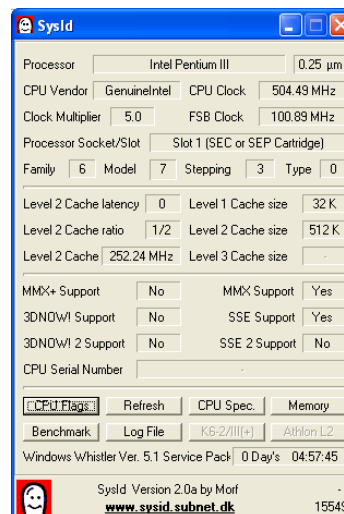 SysId
Processor Intel Pentium III 0.25 µm
CPU Vendor GenuineIntel CPU Clock 504.49 MHz
Clock Multiplier 5.0 FSB Clock 100.89 MHz
Processor Socket/Slot Slot 1 (SEC or SEP Cartridge)
Family 6 Model 7 Stepping 3 Type 0
Level 2 Cache latency 0 Level 1 Cache size 32 K
Level 2 Cache ratio 1/2 Level 2 Cache size 512 K
Level 2 Cache 252.24 MHz Level 3 Cache size -
MMX+ Support No MMX Support Yes
3DNOW! Support No SSE Support Yes
3DNOW! 2 Support No SSE 2 Support No
CPU Serial Number -
CPU Flags Refresh CPU Spec. Memory
Benchmark Log File K6-2/III(+) Athlon L2
Windows Whistler Ver. 5.1 Service Pack 0 Day's 04:57:45
SysId Version 2.0a by Morf -
www.sysid.subnet.dk 15549